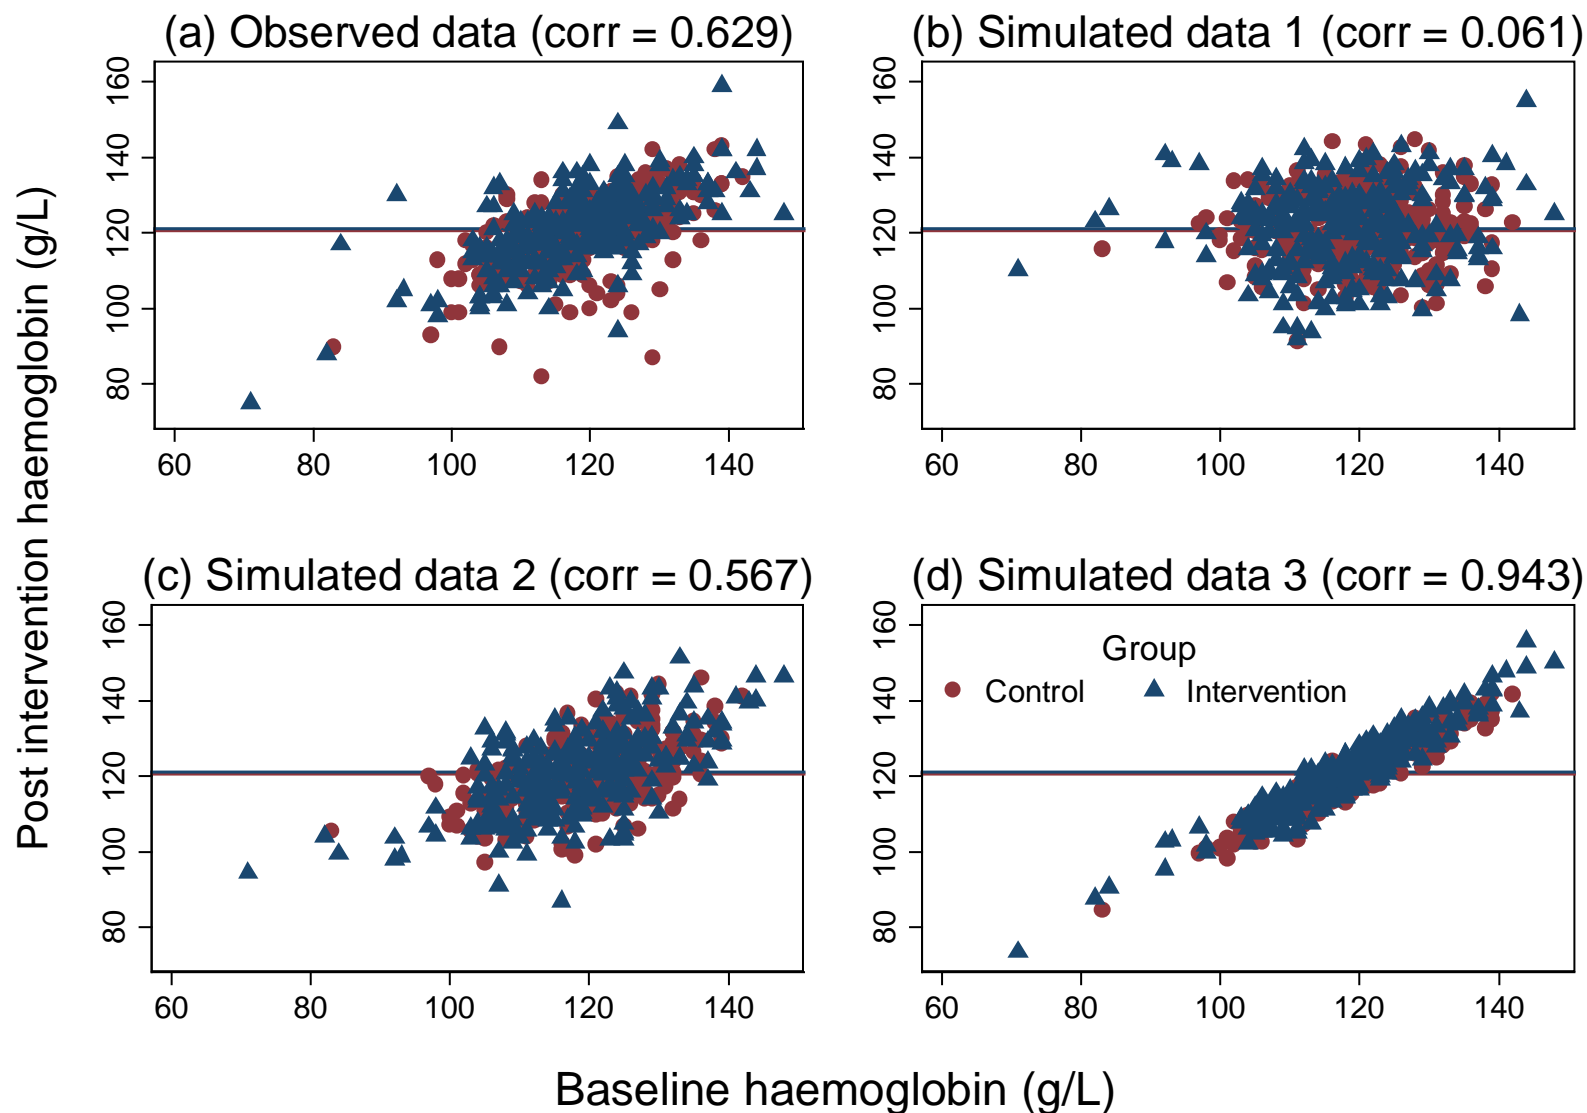 (a) Observed data (corr = 0.629)
160
140
120
100
80
60 80 100 120 140
(b) Simulated data 1 (corr = 0.061)
160
140
120
100
80
60 80 100 120 140
(c) Simulated data 2 (corr = 0.567)
160
140
120
100
80
60 80 100 120 140
(d) Simulated data 3 (corr = 0.943)
Group
Control Intervention
160
140
120
100
80
60 80 100 120 140
Post intervention haemoglobin (g/L)
Baseline haemoglobin (g/L)